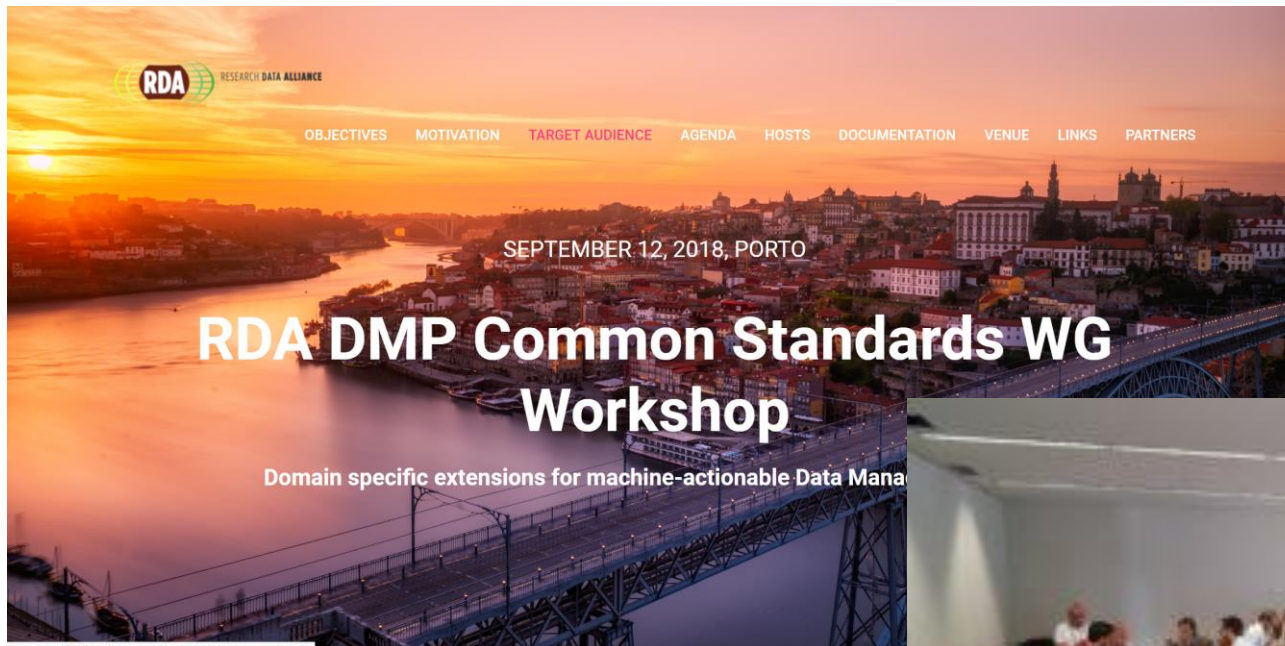 RDA RESEARCH DATA ALLIANCE
OBJECTIVES MOTIVATION TARGET AUDIENCE AGENDA HOSTS DOCUMENTATION VENUE LINKS PARTNERS
SEPTEMBER 12, 2018, PORTO
RDA DMP Common Standards WG
Workshop
Domain specific extensions for machine-actionable Data